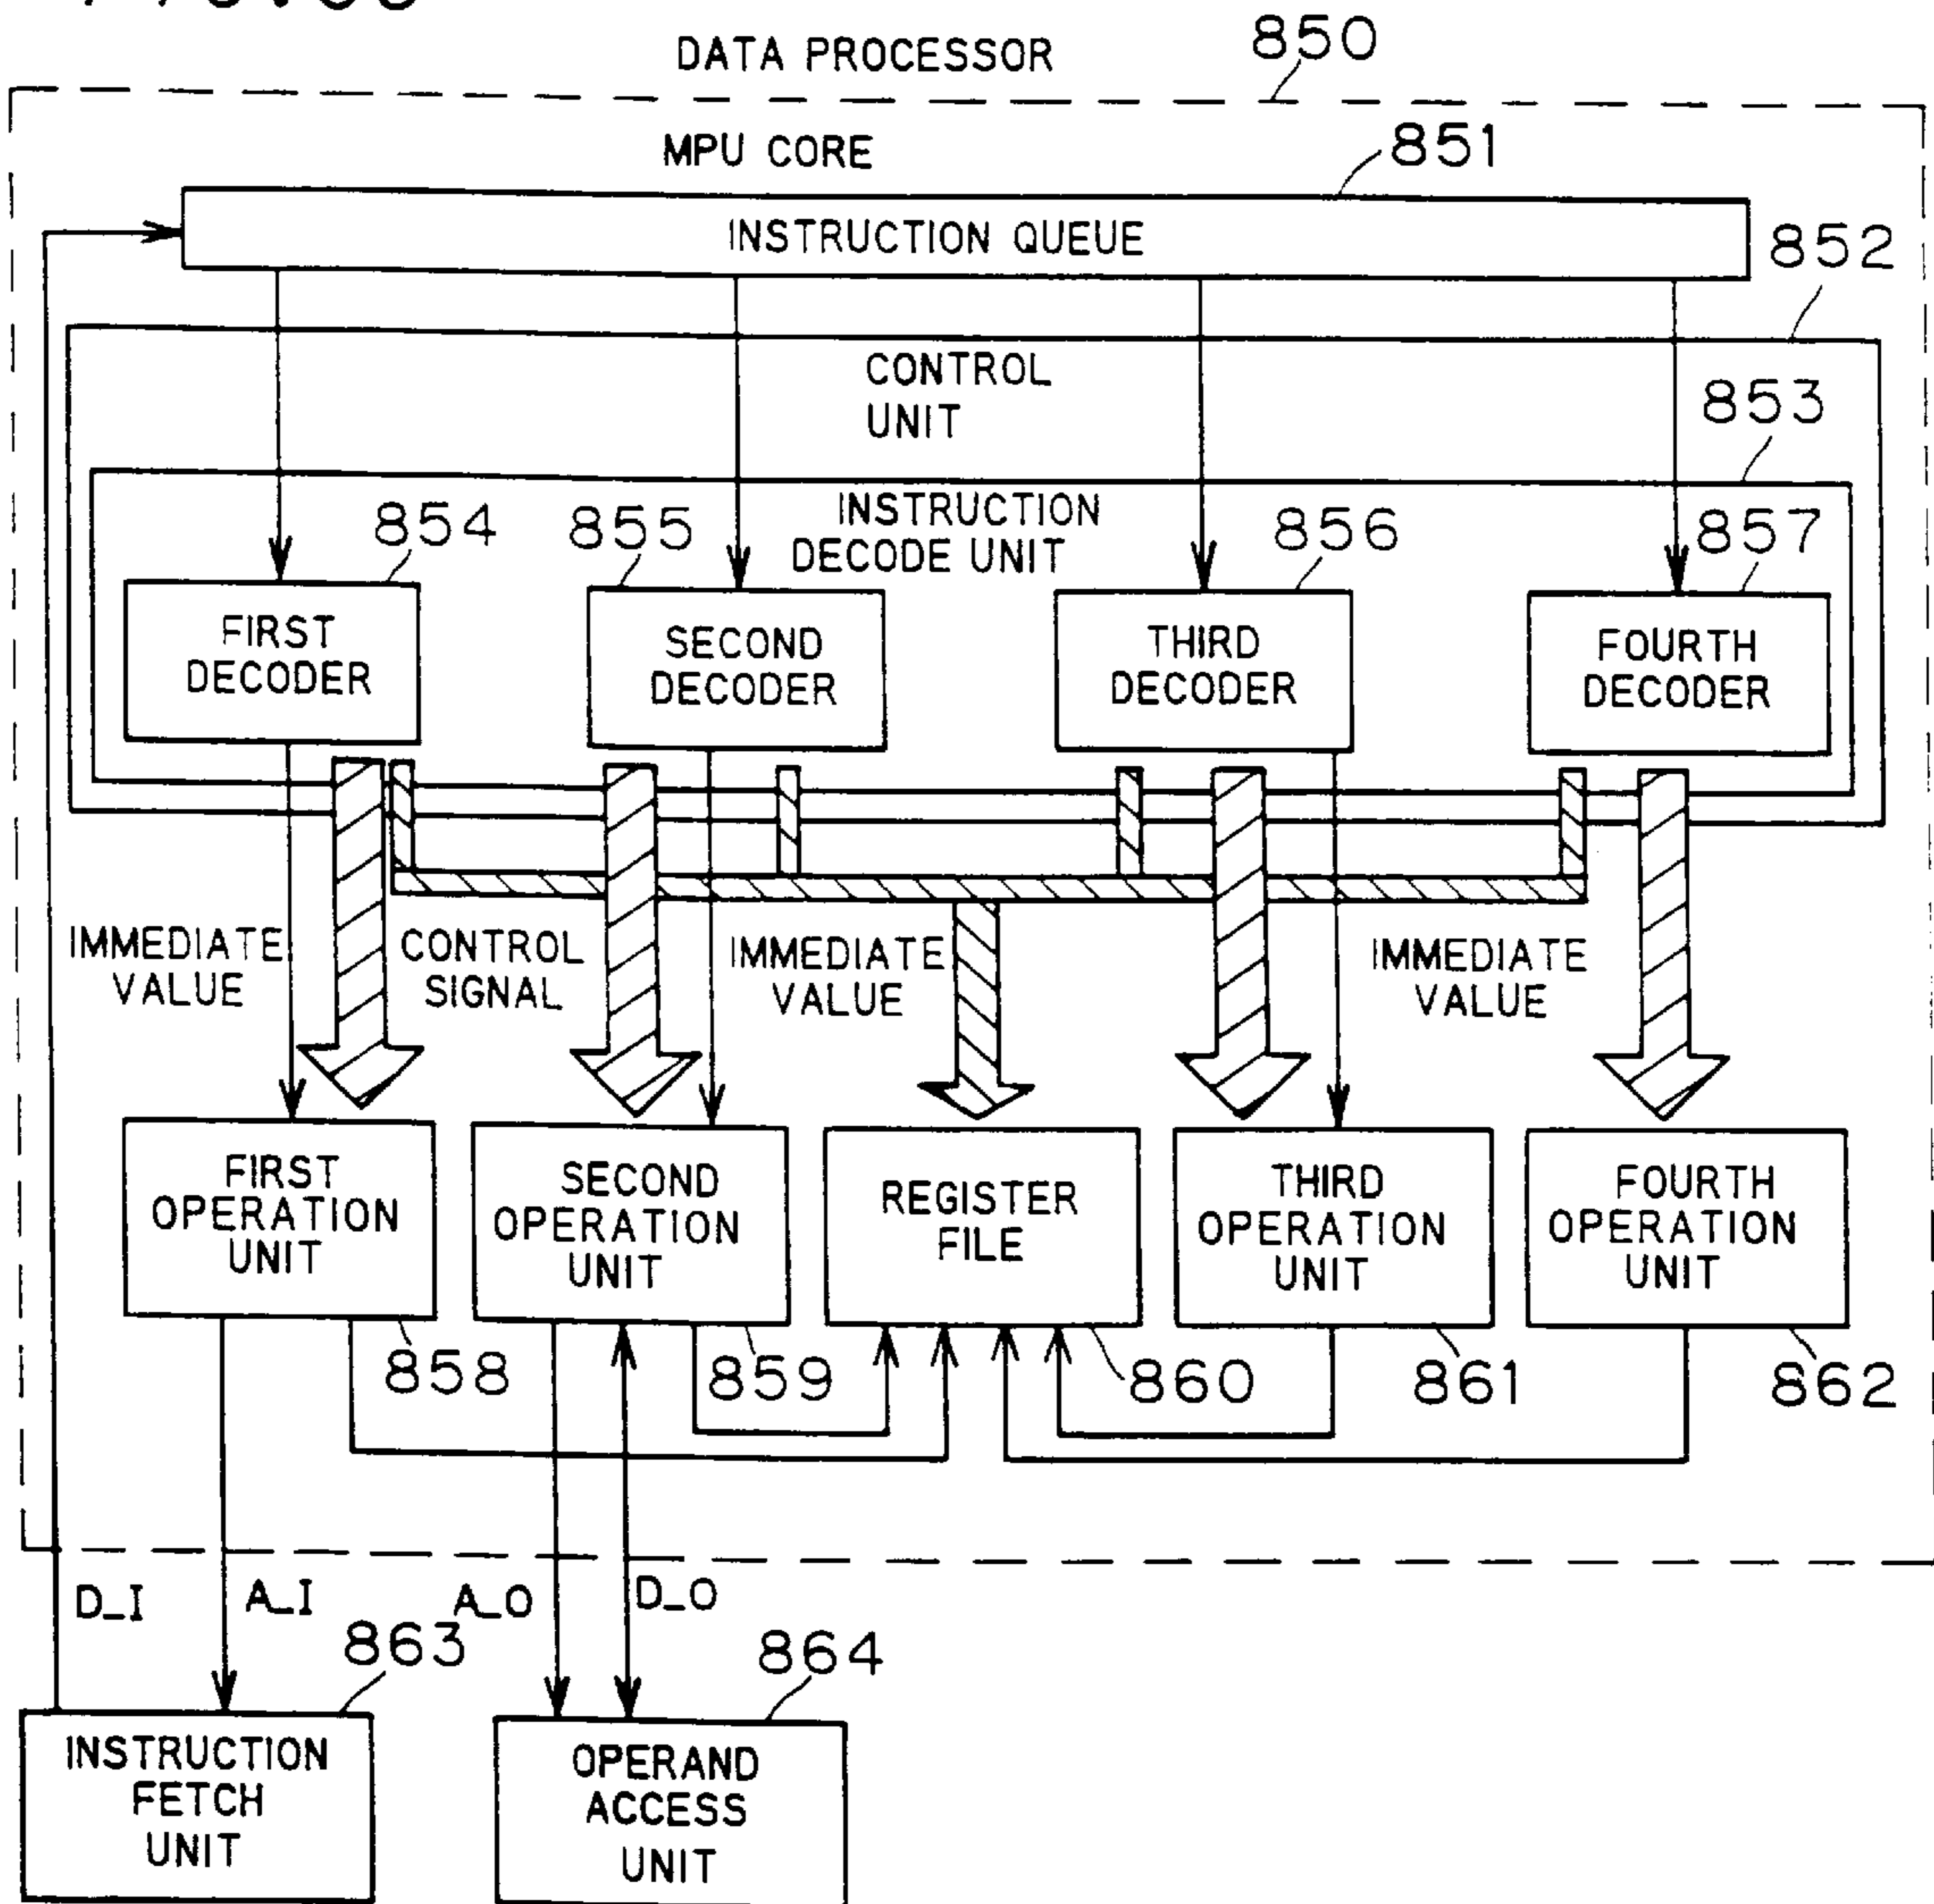 DATA PROCESSOR
850
MPU CORE
851
INSTRUCTION QUEUE
852
CONTROL
UNIT
853
INSTRUCTION
DECODE UNIT
854
855
856
857
FIRST
DECODER
SECOND
DECODER
THIRD
DECODER
FOURTH
DECODER
IMMEDIATE
VALUE
CONTROL
SIGNAL
IMMEDIATE
VALUE
IMMEDIATE
VALUE
FIRST
OPERATION
UNIT
SECOND
OPERATION
UNIT
REGISTER
FILE
THIRD
OPERATION
UNIT
FOURTH
OPERATION
UNIT
858
859
860
861
862
D_I
A_I
A_O
D_O
863
864
INSTRUCTION
FETCH
UNIT
OPERAND
ACCESS
UNIT